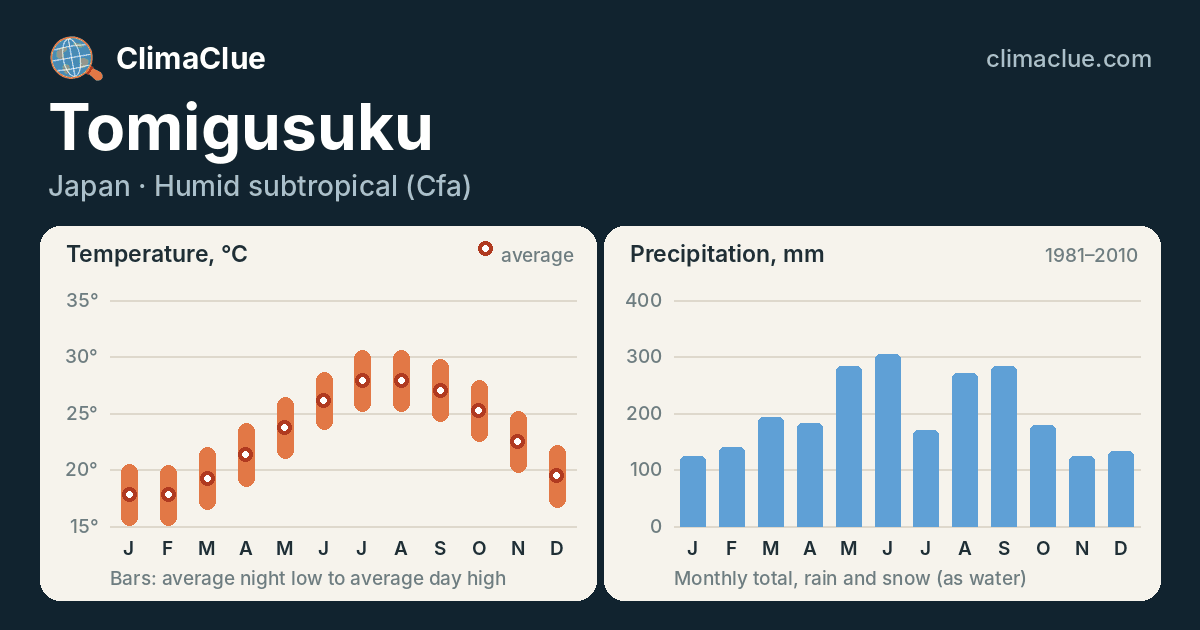 ClimaClue
climaclue.com
Tomigusuku
Japan · Humid subtropical (Cfa)
Temperature, °C
average
35°
30°
25°
20°
15°
J F M A M J J A S O N D
Bars: average night low to average day high
Precipitation, mm
1981–2010
400
300
200
100
0
J F M A M J J A S O N D
Monthly total, rain and snow (as water)